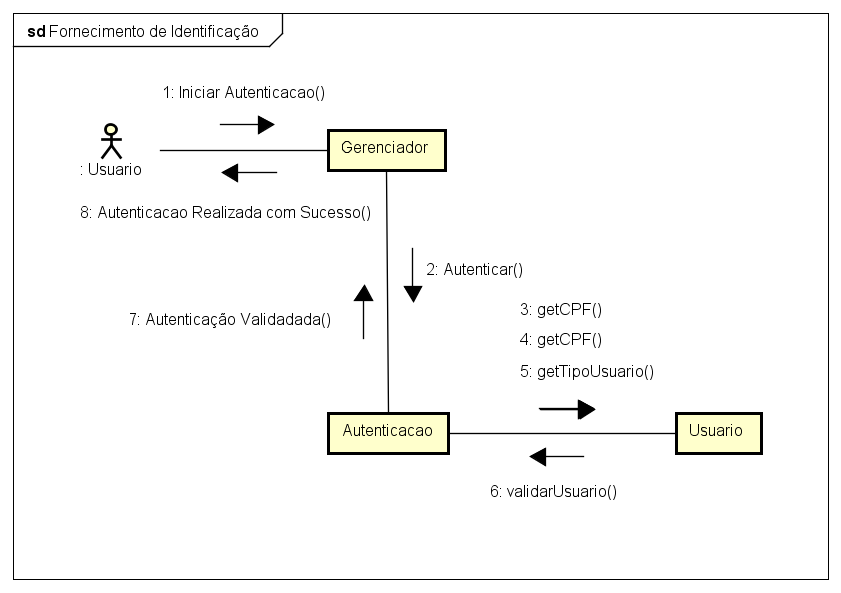 sd Fornecimento de Identificação
1: Iniciar Autenticacao()
Gerenciador
: Usuario
8: Autenticacao Realizada com Sucesso()
2: Autenticar()
3: getCPF()
7: Autenticação Validadada()
4: getCPF()
5: getTipoUsuario()
Autenticacao
Usuario
6: validarUsuario()